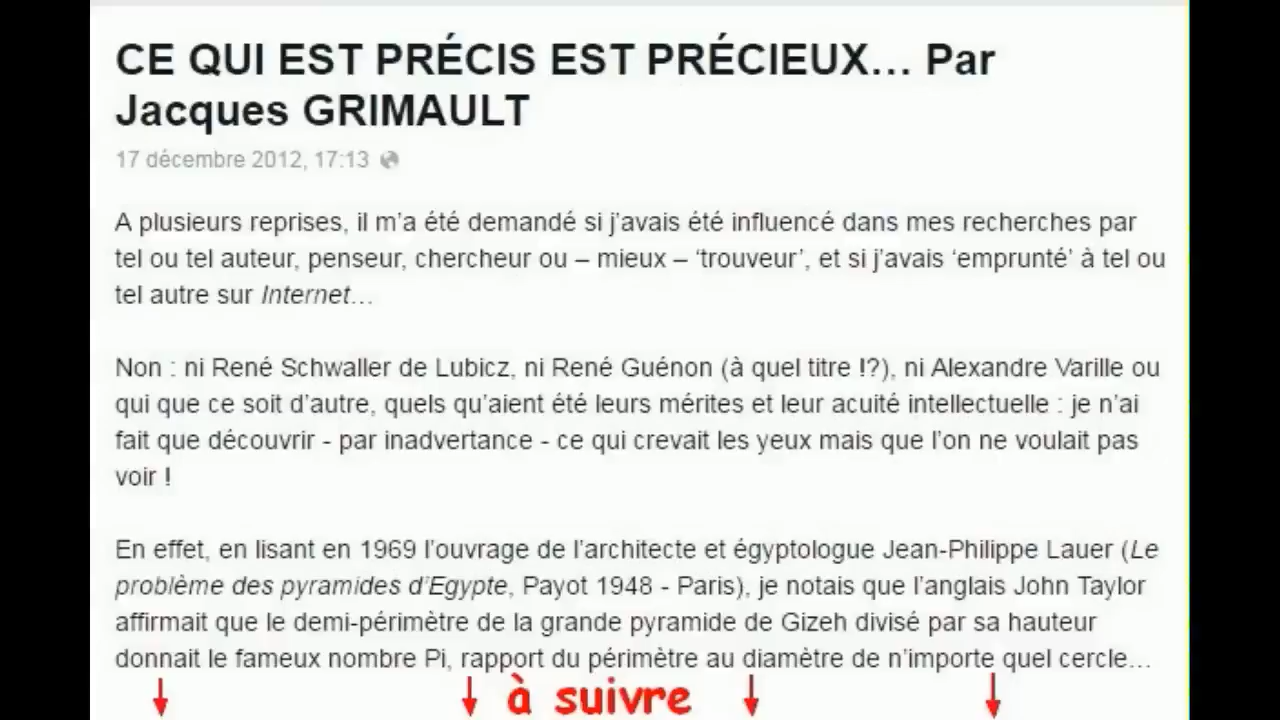 CE QUI EST PRÉCIS EST PRÉCIEUX… Par
Jacques GRIMAULT
17 décembre 2012, 17:13
A plusieurs reprises, il m’a été demandé si j’avais été influencé dans mes recherches par
tel ou tel auteur, penseur, chercheur ou – mieux – ‘trouveur’, et si j’avais ‘emprunté’ à tel ou
tel autre sur Internet…
Non : ni René Schwaller de Lubicz, ni René Guénon (à quel titre !?), ni Alexandre Varille ou
qui que ce soit d’autre, quels qu’aient été leurs mérites et leur acuité intellectuelle : je n’ai
fait que découvrir - par inadvertance - ce qui crevait les yeux mais que l’on ne voulait pas
voir !
En effet, en lisant en 1969 l’ouvrage de l’architecte et égyptologue Jean-Philippe Lauer (Le
problème des pyramides d’Egypte, Payot 1948 - Paris), je notais que l’anglais John Taylor
affirmait que le demi-périmètre de la grande pyramide de Gizeh divisé par sa hauteur
donnait le fameux nombre Pi, rapport du périmètre au diamètre de n’importe quel cercle…
à suivre